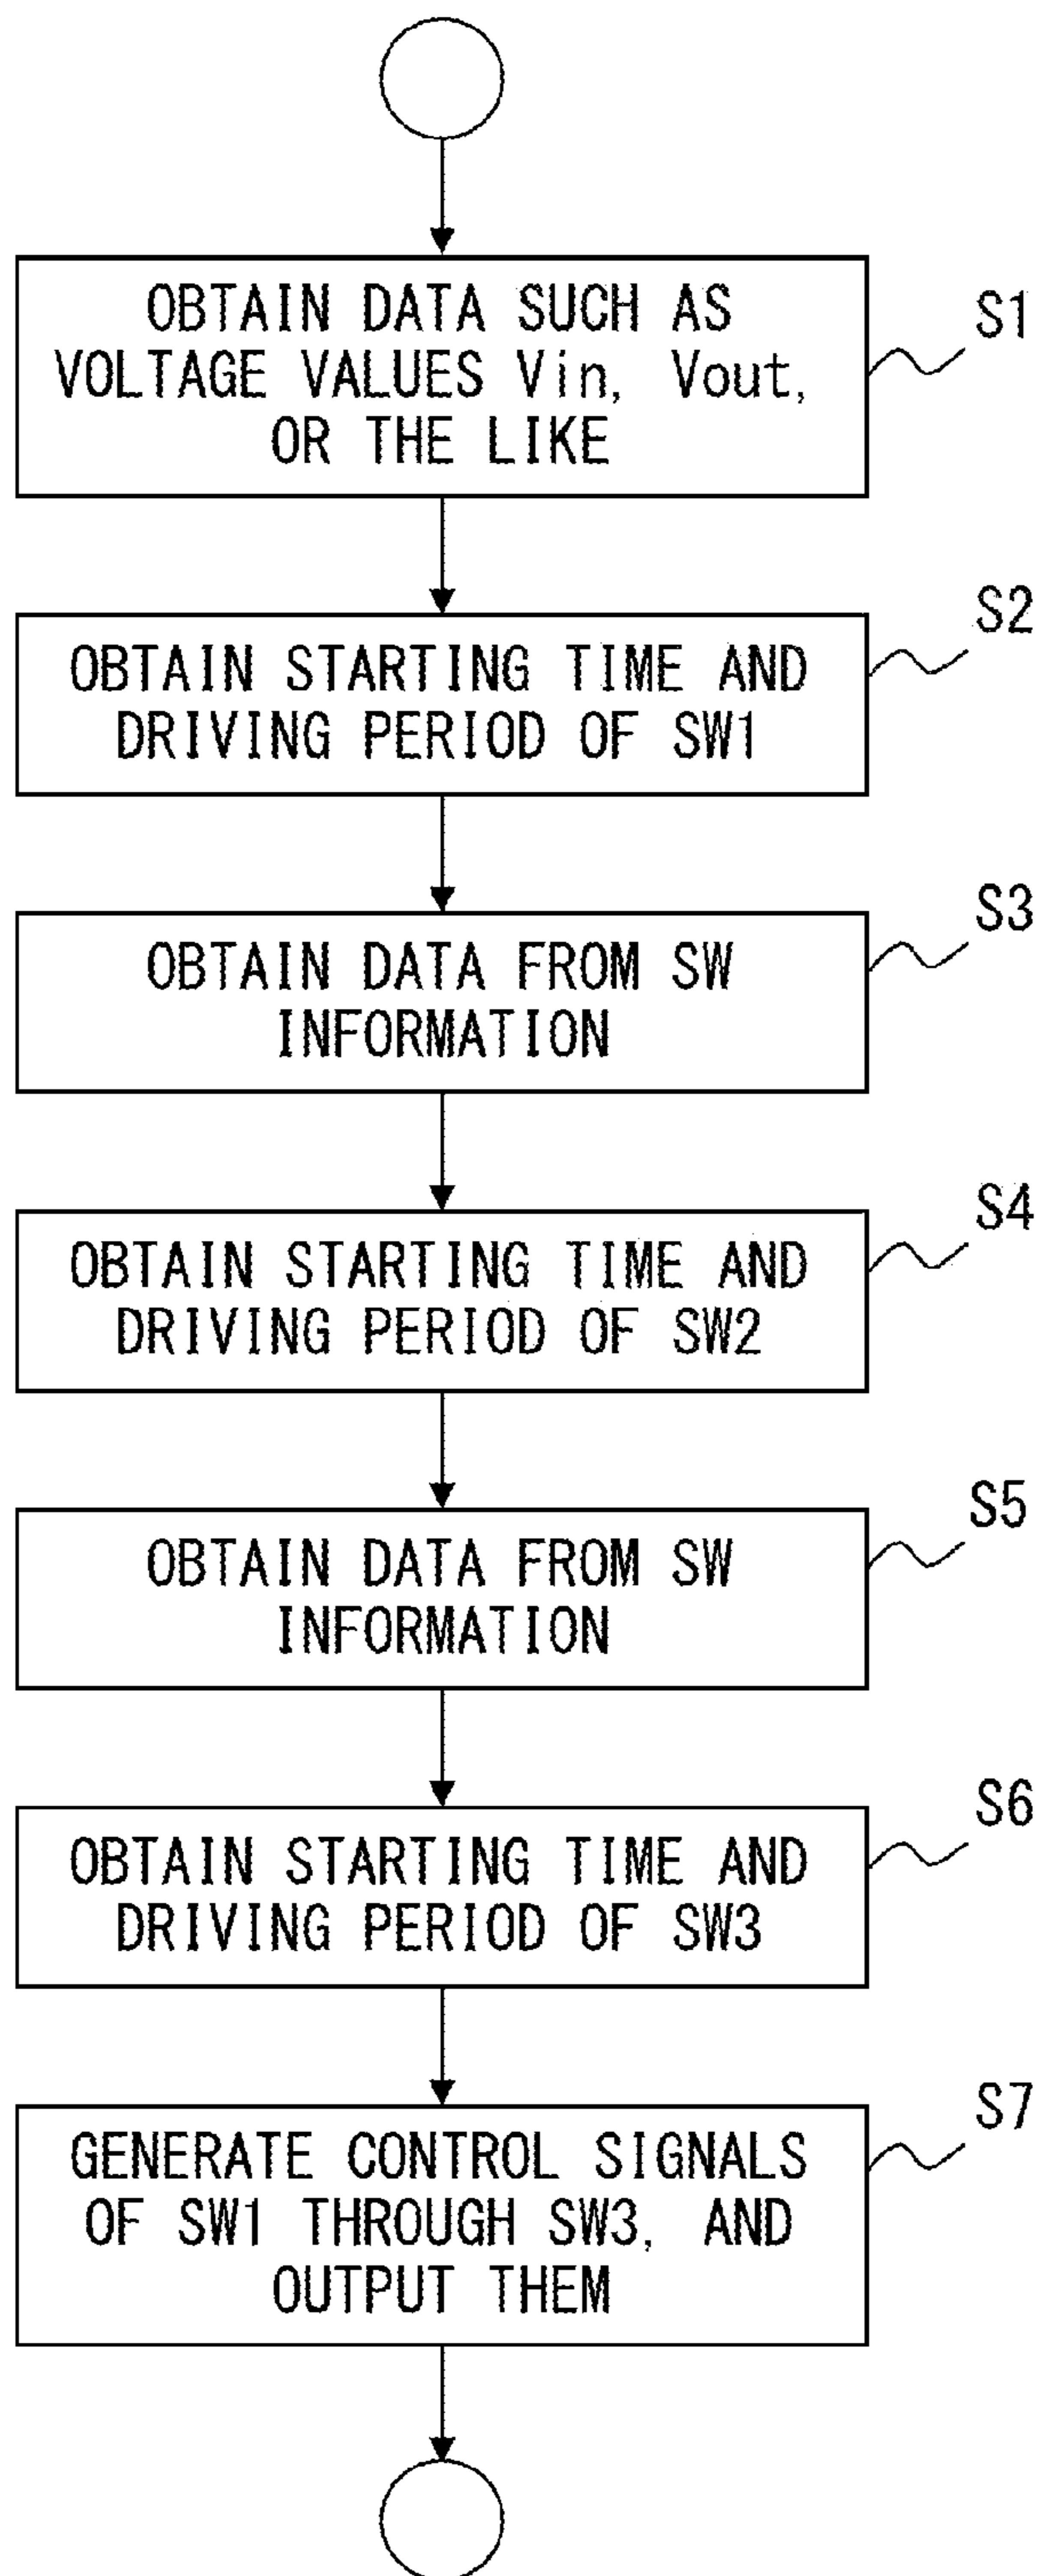 OBTAIN DATA SUCH AS
VOLTAGE VALUES Vin, Vout,
OR THE LIKE
S1
OBTAIN STARTING TIME AND
DRIVING PERIOD OF SW1
S2
OBTAIN DATA FROM SW
INFORMATION
S3
OBTAIN STARTING TIME AND
DRIVING PERIOD OF SW2
S4
OBTAIN DATA FROM SW
INFORMATION
S5
OBTAIN STARTING TIME AND
DRIVING PERIOD OF SW3
S6
GENERATE CONTROL SIGNALS
OF SW1 THROUGH SW3, AND
OUTPUT THEM
S7